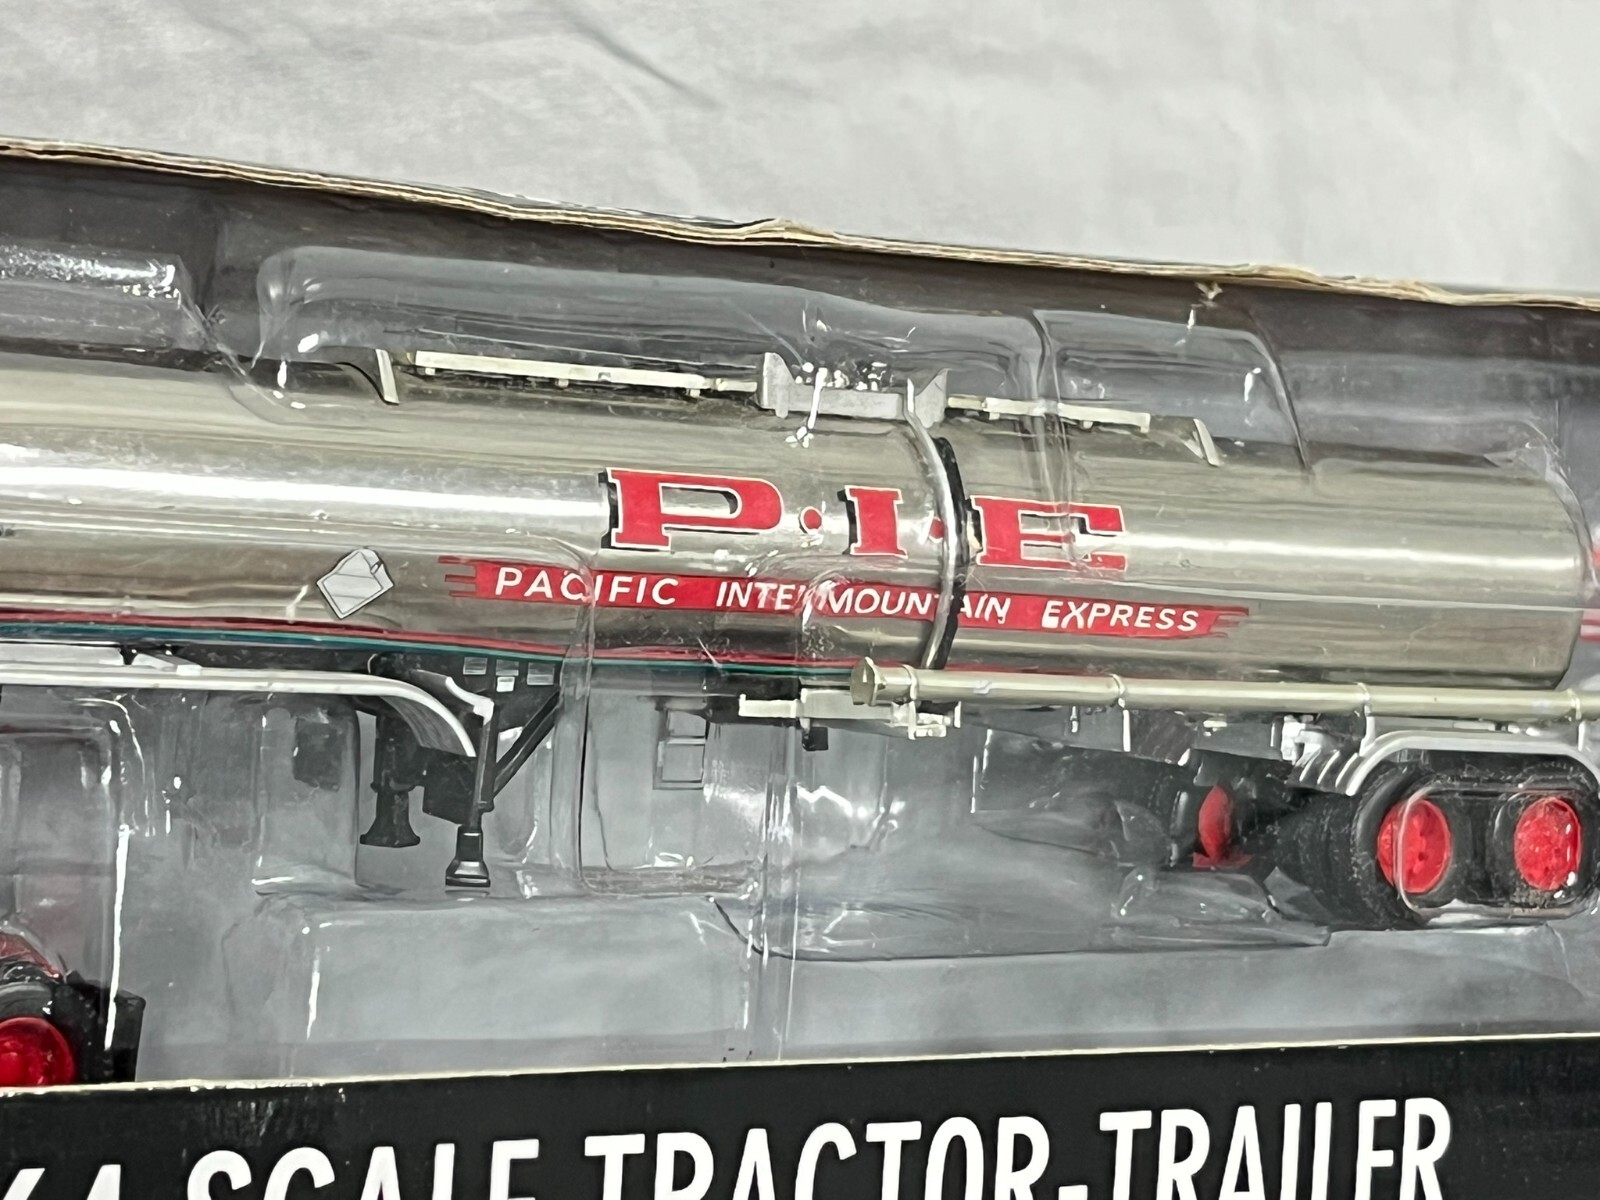 P·I·E
PACIFIC INTERMOUNTAIN EXPRESS
SCALE TRACTOR-TRAILER